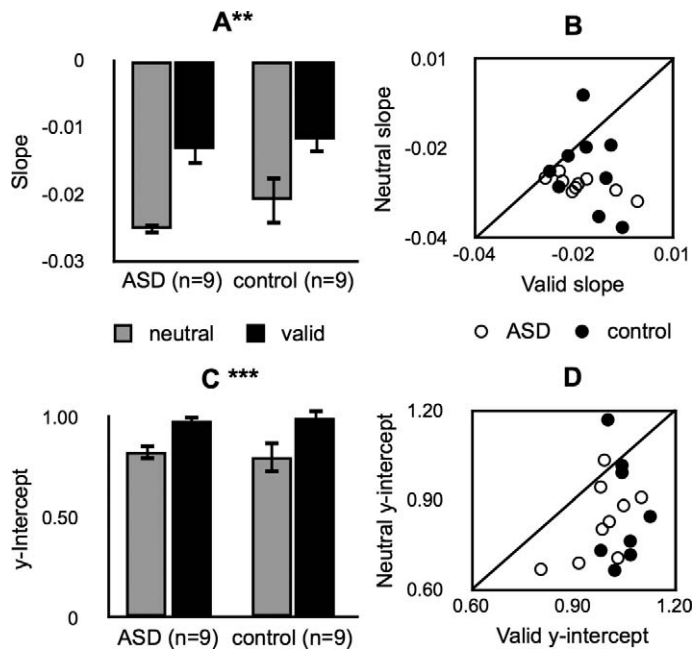 A**
0
-0.01
-0.02
-0.03
Slope
ASD (n=9) control (n=9)
B
0.01
-0.02
-0.04
Neutral slope
-0.04 -0.02 0.01
Valid slope
neutral valid
ASD control
C ***
1.00
0.50
0
y-Intercept
ASD (n=9) control (n=9)
D
1.20
0.90
0.60
Neutral y-intercept
0.60 0.90 1.20
Valid y-intercept